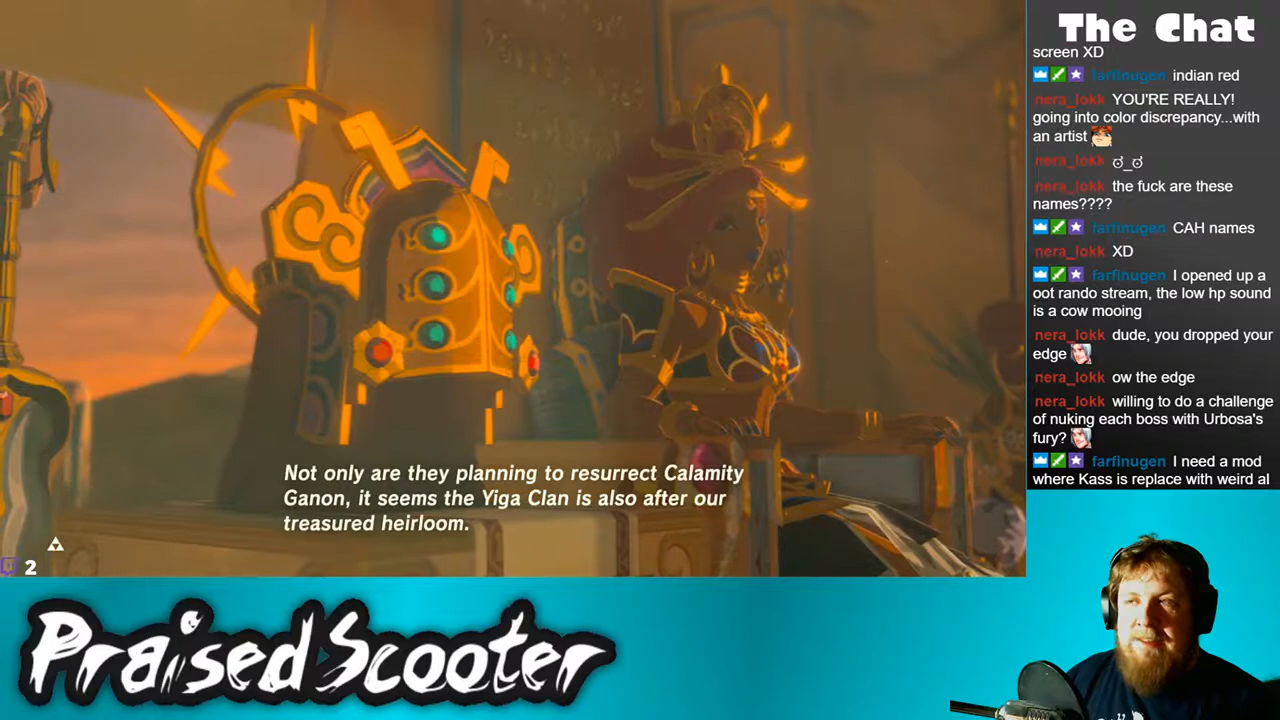 The Chat
screen XD
farfinugen indian red
nera_lokk YOU'RE REALLY!
going into color discrepancy...with
an artist
nera_lokk ಠ_ಠ
nera_lokk the fuck are these
names????
farfinugen CAH names
nera_lokk XD
farfinugen I opened up a
oot rando stream, the low hp sound
is a cow mooing
nera_lokk dude, you dropped your
edge
nera_lokk ow the edge
nera_lokk willing to do a challenge
of nuking each boss with Urbosa's
fury?
farfinugen I need a mod
where Kass is replace with weird al
Not only are they planning to resurrect Calamity
Ganon, it seems the Yiga Clan is also after our
treasured heirloom.
2
PraisedScooter